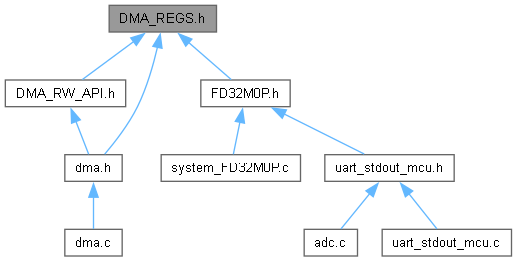 DMA_REGS.h
DMA_RW_API.h
FD32M0P.h
dma.h
system_FD32M0P.c
uart_stdout_mcu.h
dma.c
adc.c
uart_stdout_mcu.c